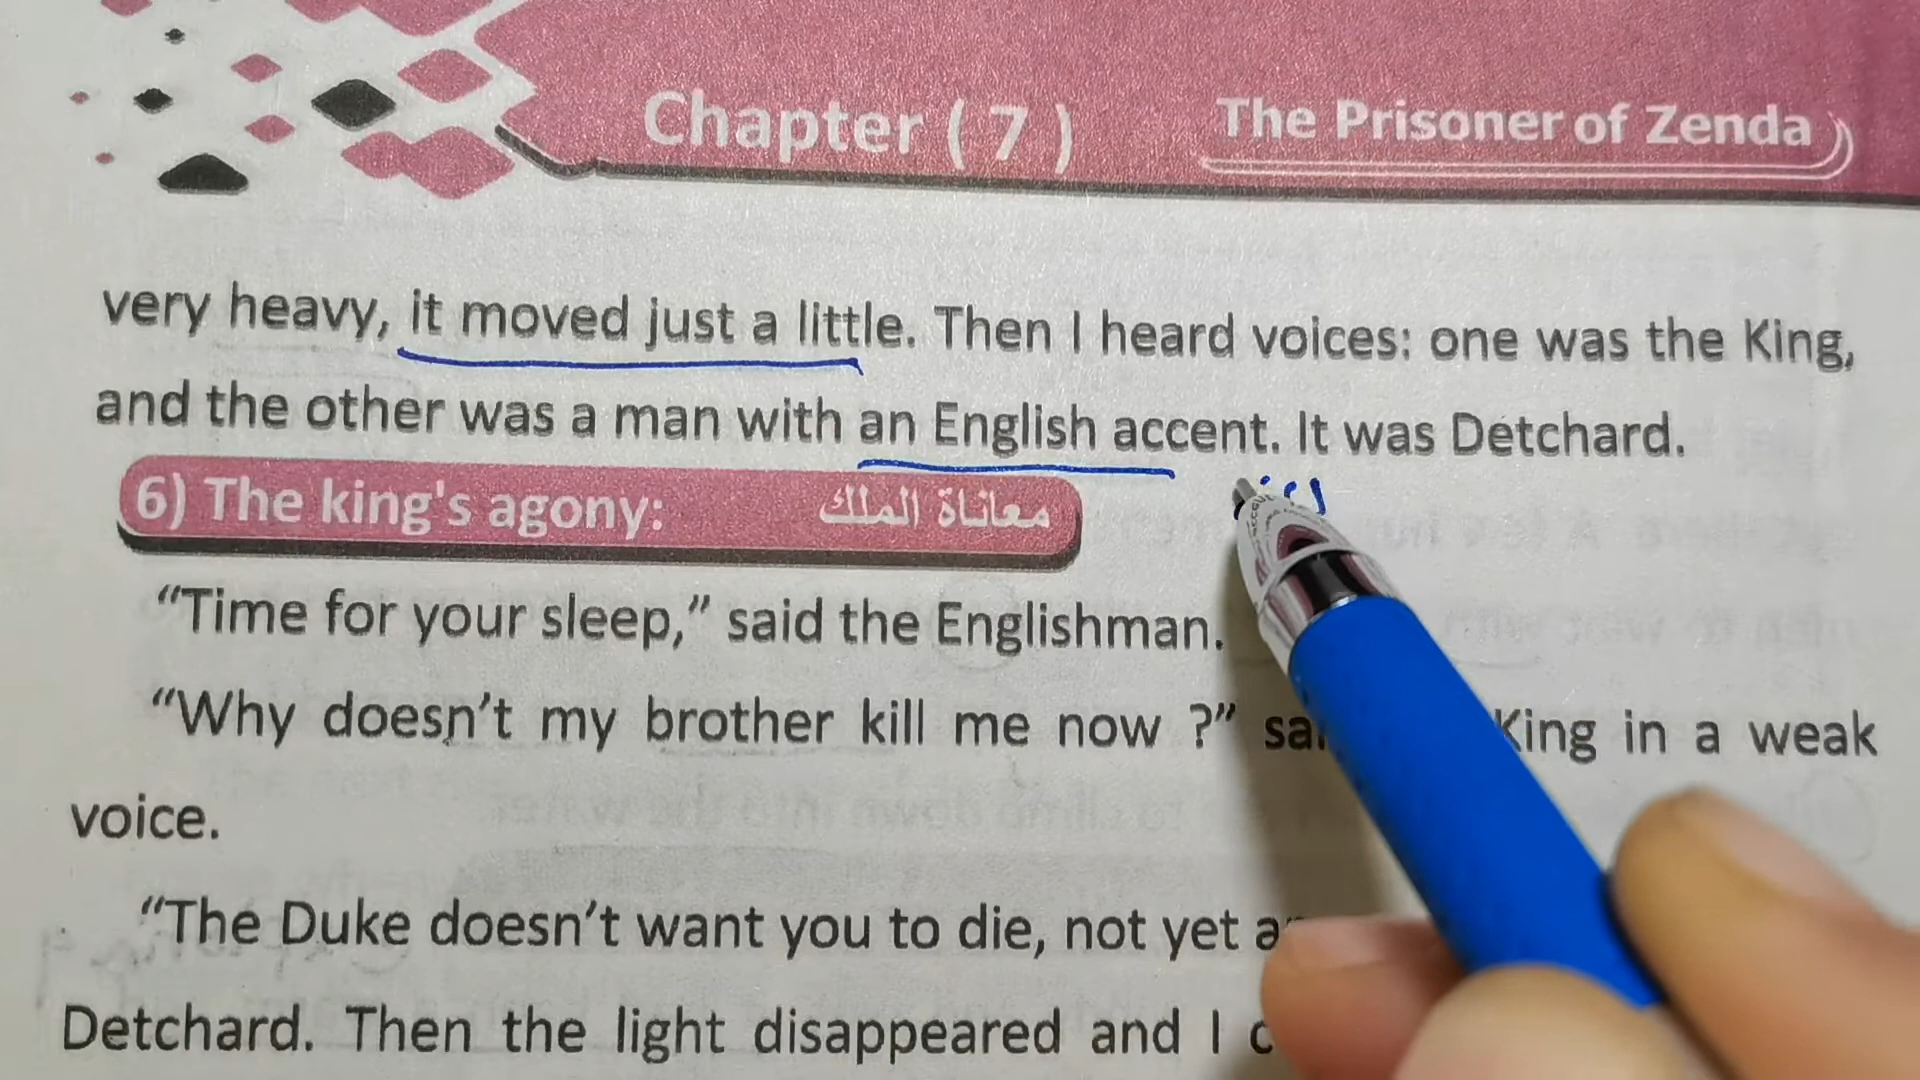 Chapter ( 7 )
The Prisoner of Zenda
very heavy, it moved just a little. Then I heard voices: one was the King,
and the other was a man with an English accent. It was Detchard.
6) The king's agony: معاناة الملك
“Time for your sleep,” said the Englishman.
“Why doesn’t my brother kill me now ?” King in a weak
voice.
“The Duke doesn’t want you to die, not yet
Detchard. Then the light disappeared and I